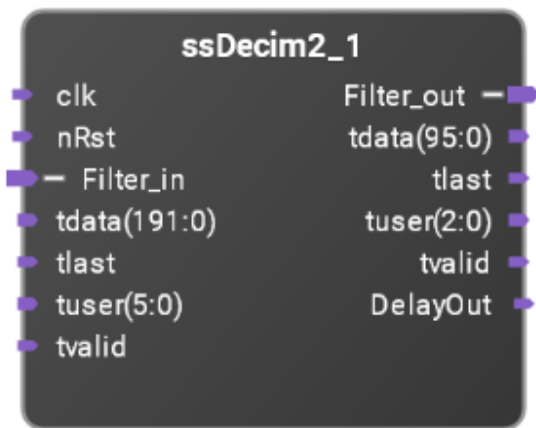 ssDecim2_1
clk Filter_out
nRst tdata(95:0)
Filter_in tlast
tdata(191:0) tuser(2:0)
tlast tvalid
tuser(5:0) DelayOut
tvalid